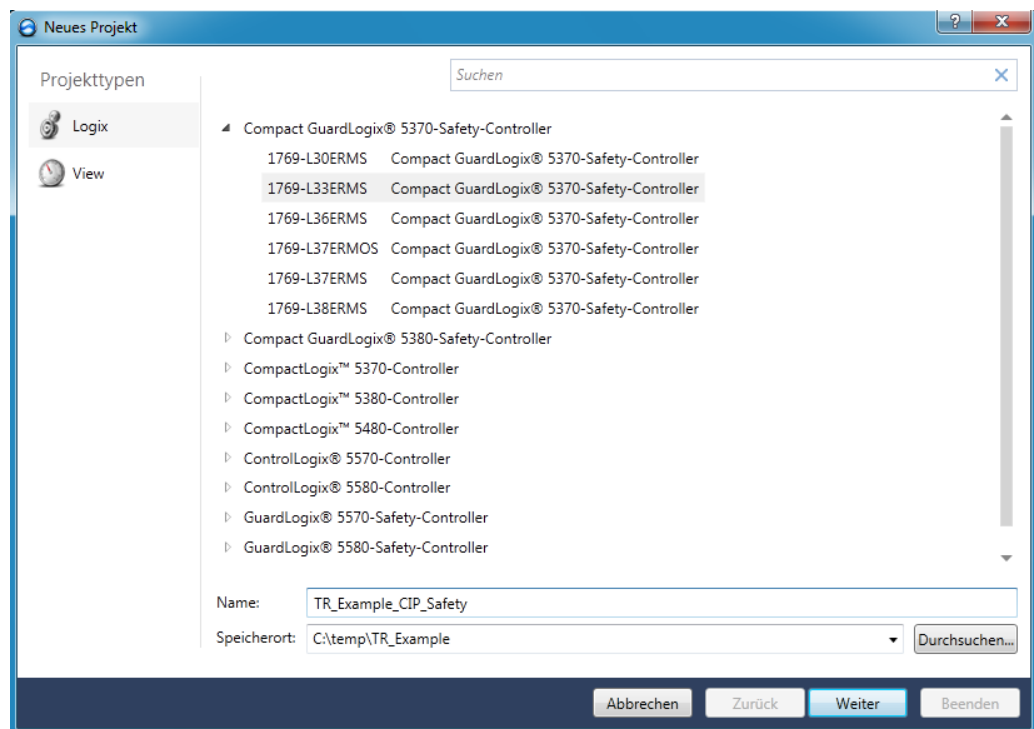 Neues Projekt
Projekttypen
Suchen
Logix
View
Compact GuardLogix® 5370-Safety-Controller
1769-L30ERMS Compact GuardLogix® 5370-Safety-Controller
1769-L33ERMS Compact GuardLogix® 5370-Safety-Controller
1769-L36ERMS Compact GuardLogix® 5370-Safety-Controller
1769-L37ERMOS Compact GuardLogix® 5370-Safety-Controller
1769-L37ERMS Compact GuardLogix® 5370-Safety-Controller
1769-L38ERMS Compact GuardLogix® 5370-Safety-Controller
Compact GuardLogix® 5380-Safety-Controller
CompactLogix™ 5370-Controller
CompactLogix™ 5380-Controller
CompactLogix™ 5480-Controller
ControlLogix® 5570-Controller
ControlLogix® 5580-Controller
GuardLogix® 5570-Safety-Controller
GuardLogix® 5580-Safety-Controller
Name: TR_Example_CIP_Safety
Speicherort: C:\temp\TR_Example Durchsuchen...
Abbrechen Zurück Weiter Beenden